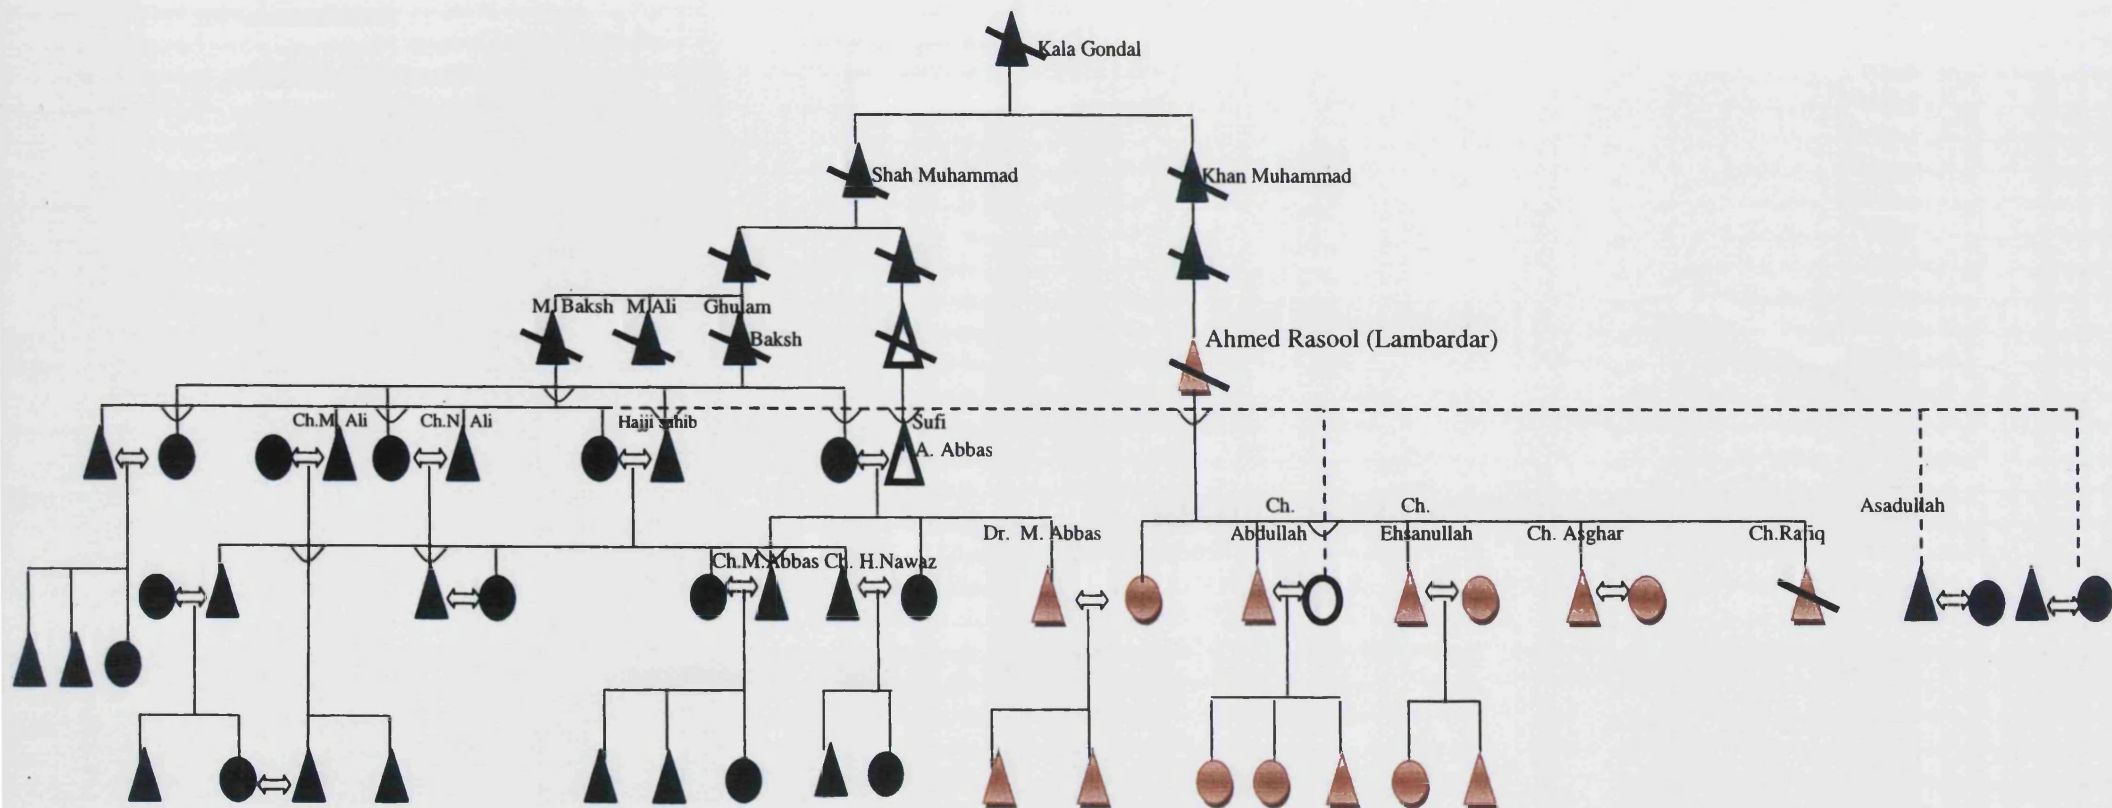 Kala Gondal
Shah Muhammad
Khan Muhammad
M. Baksh
M.Ali
Ghulam
Baksh
Ahmed Rasool (Lambardar)
Ch.M. Ali
Ch.N. Ali
Hajji sahib
Sufi
A. Abbas
Dr. M. Abbas
Ch.
Abdullah
Ch.
Ehsanullah
Ch. Asghar
Ch.Rafiq
Asadullah
Ch.M.Abbas
Ch. H.Nawaz